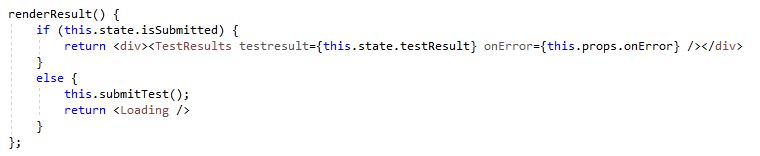 renderResult() {
    if (this.state.isSubmitted) {
        return <div><TestResults testresult={this.state.testResult} onError={this.props.onError} /></div>
    }
    else {
        this.submitTest();
        return <Loading />
    }
};